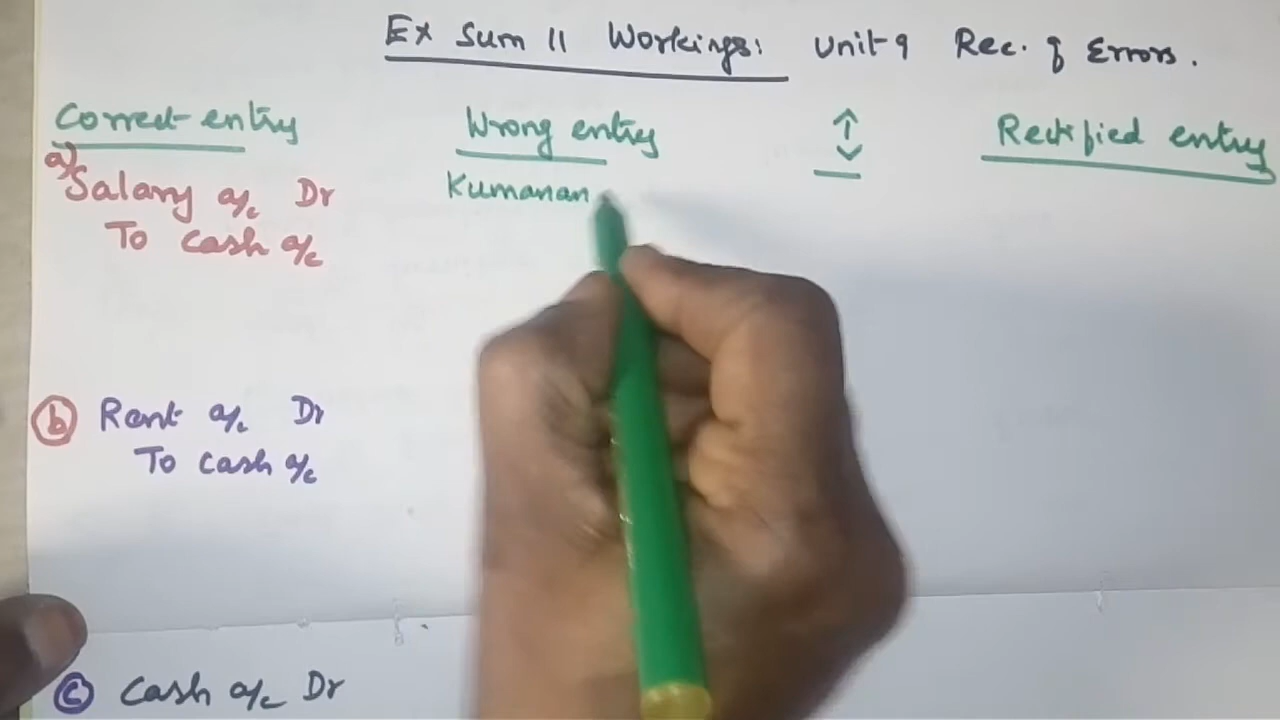 Ex Sum 11 Workings: Unit 9 Rec. of Errors.
Correct entry Wrong entry ↑↓ Rectified entry
a) Salary a/c Dr Kumanan
To cash a/c
(b) Rent a/c Dr
To cash a/c
(c) Cash a/c Dr